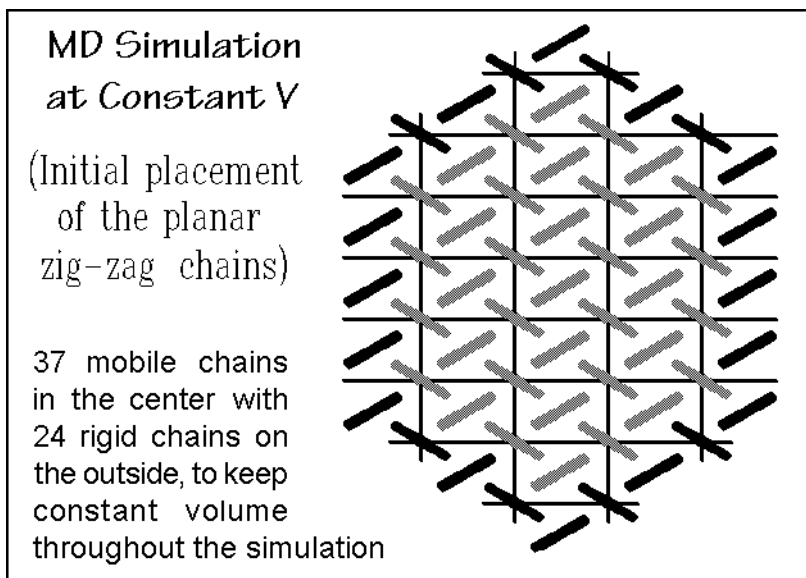 MD Simulation
at Constant V
(Initial placement
of the planar
zig-zag chains)
37 mobile chains
in the center with
24 rigid chains on
the outside, to keep
constant volume
throughout the simulation